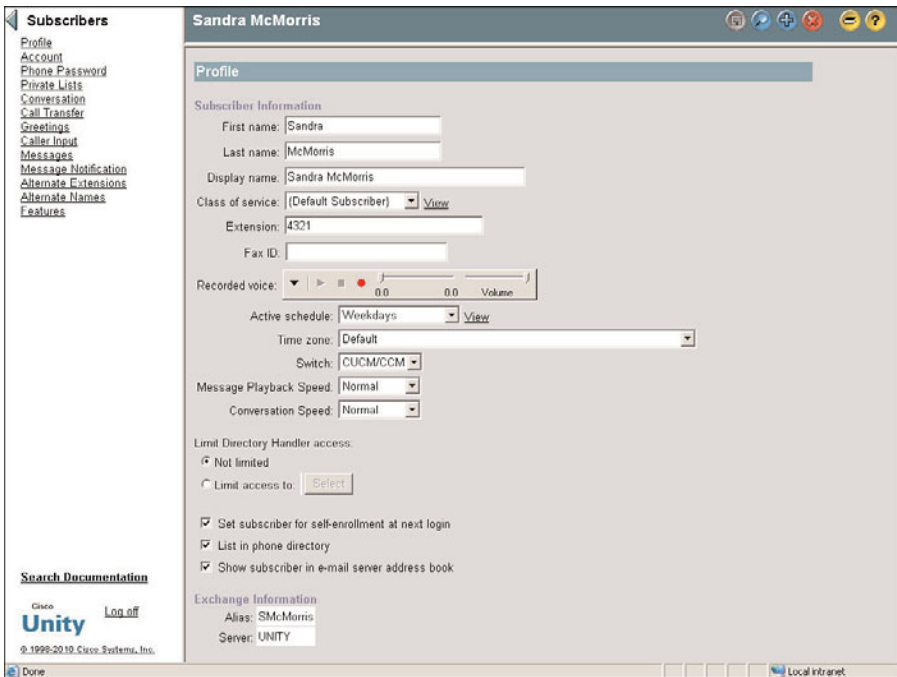 Subscribers
Profile
Account
Phone Password
Private Lists
Conversation
Call Transfer
Greetings
Caller Input
Messages
Message Notification
Alternate Extensions
Alternate Names
Features
Search Documentation
Cisco
Unity
Log off
© 1998-2010 Cisco Systems, Inc.
Sandra McMorris
?
Profile
Subscriber Information
First name: Sandra
Last name: McMorris
Display name: Sandra McMorris
Class of service: (Default Subscriber) View
Extension: 4321
Fax ID:
Recorded voice: 0.0 0.0 Volume
Active schedule: Weekdays View
Time zone: Default
Switch: CUCM/CCM
Message Playback Speed: Normal
Conversation Speed: Normal
Limit Directory Handler access:
Not limited
Limit access to: Select
Set subscriber for self-enrollment at next login
List in phone directory
Show subscriber in e-mail server address book
Exchange Information
Alias: SMcMorris
Server: UNITY
Done
Local intranet